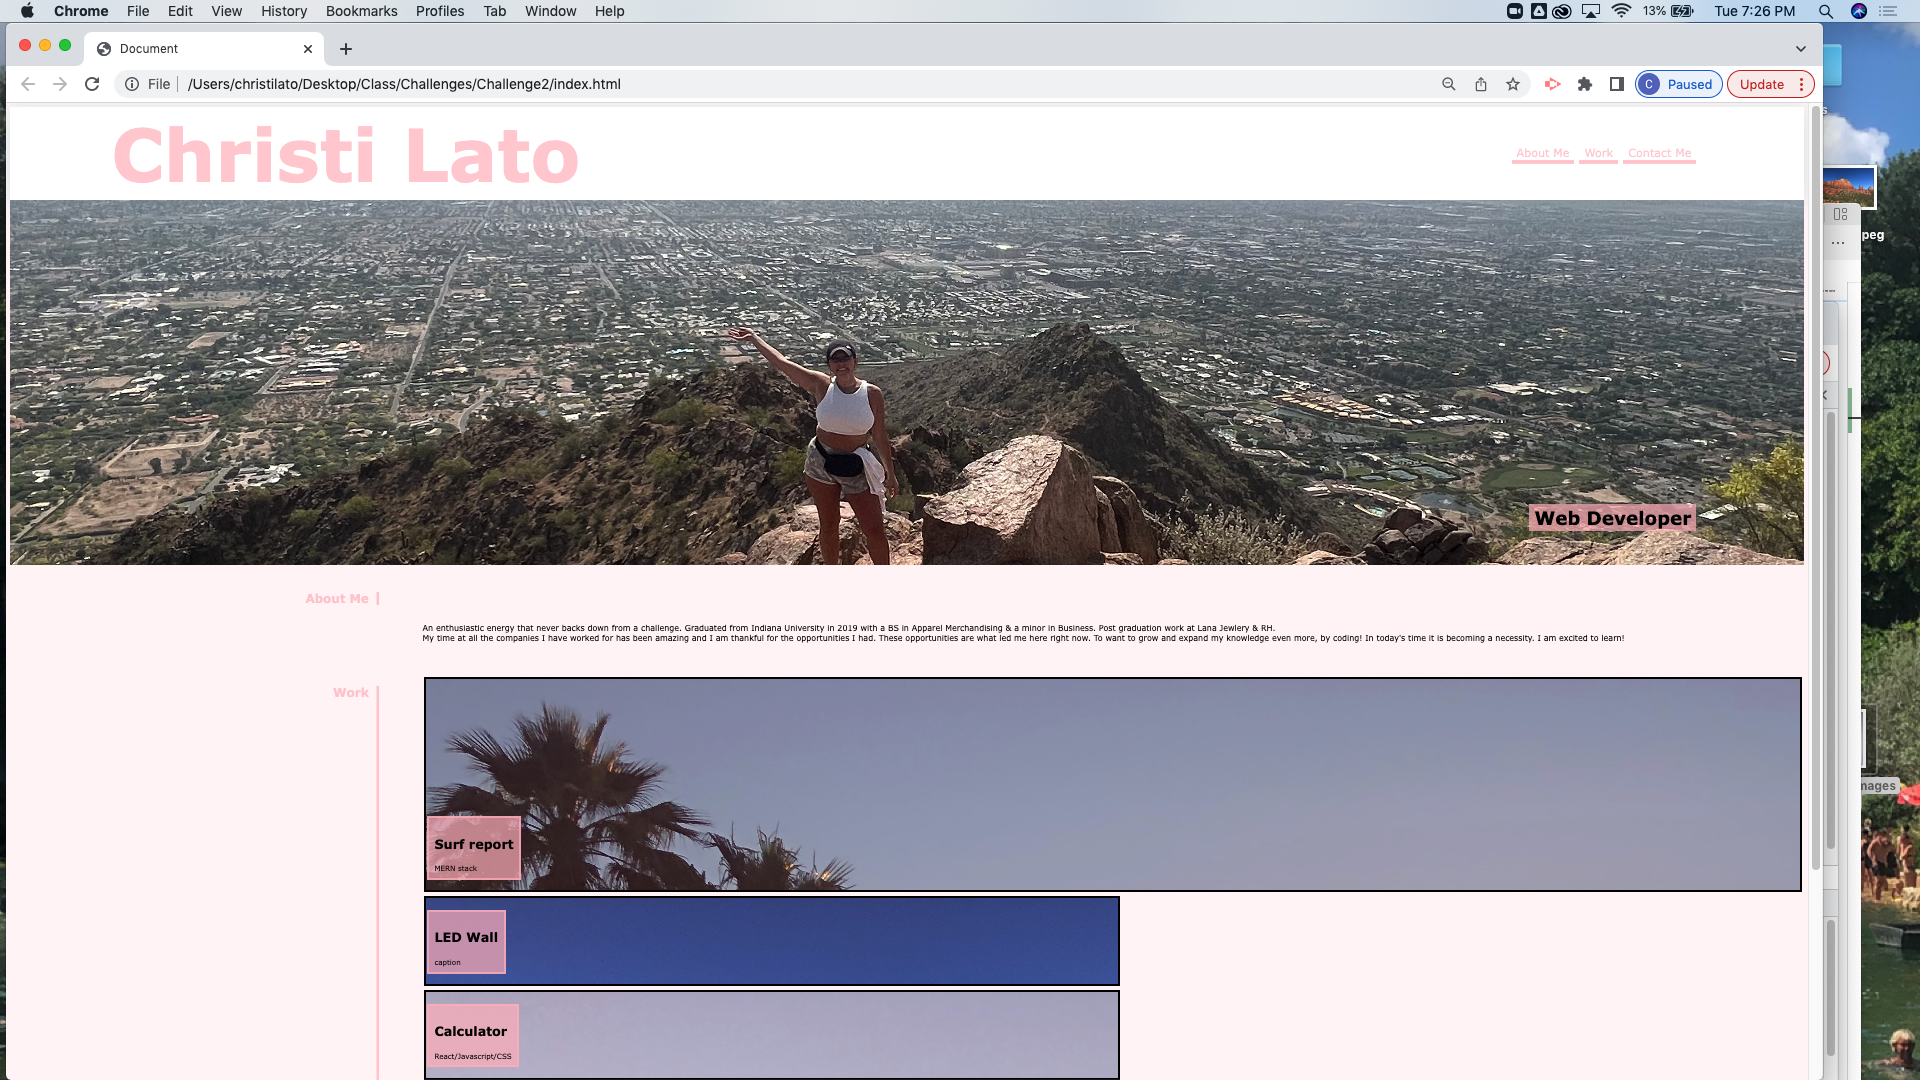 Chrome File Edit View History Bookmarks Profiles Tab Window Help 13% Tue 7:26 PM
Document
File /Users/christilato/Desktop/Class/Challenges/Challenge2/index.html C Paused Update
Christi Lato
About Me Work Contact Me
peg
Web Developer
About Me
An enthusiastic energy that never backs down from a challenge. Graduated from Indiana University in 2019 with a BS in Apparel Merchandising & a minor in Business. Post graduation work at Lana Jewlery & RH.
My time at all the companies I have worked for has been amazing and I am thankful for the opportunities I had. These opportunities are what led me here right now. To want to grow and expand my knowledge even more, by coding! In today's time it is becoming a necessity. I am excited to learn!
Work
mages
Surf report
MERN stack
LED Wall
caption
Calculator
React/Javascript/CSS